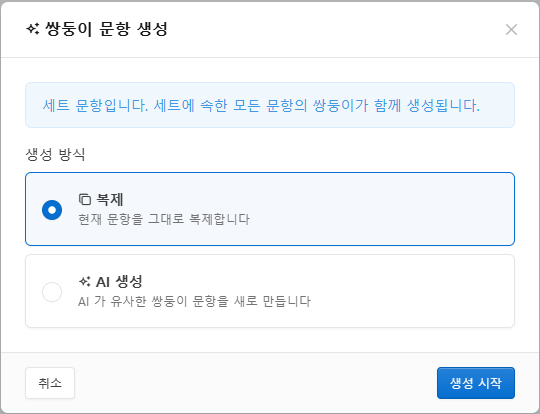 쌍둥이 문항 생성
세트 문항입니다. 세트에 속한 모든 문항의 쌍둥이가 함께 생성됩니다.
생성 방식
복제
현재 문항을 그대로 복제합니다
AI 생성
AI 가 유사한 쌍둥이 문항을 새로 만듭니다
취소
생성 시작